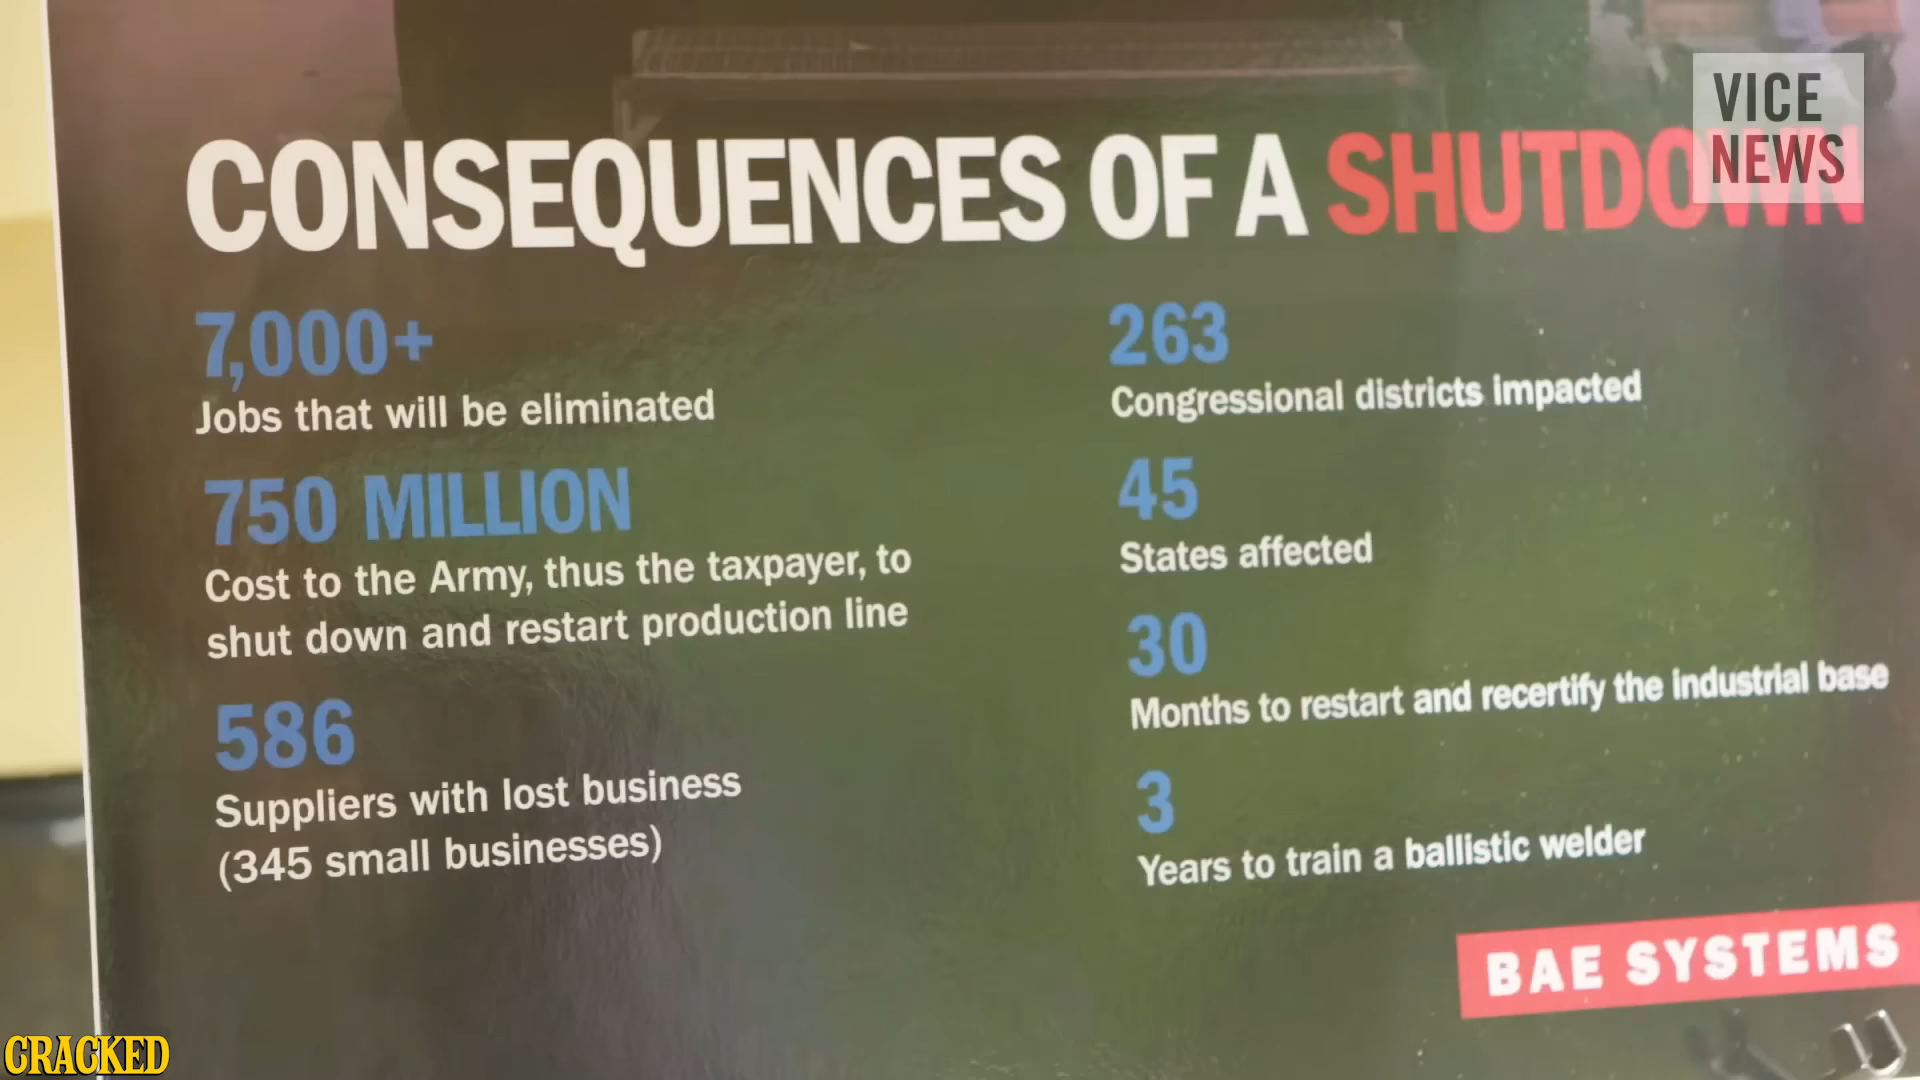 VICE
NEWS
CONSEQUENCES OF A SHUTDOWN
7,000+
Jobs that will be eliminated
750 MILLION
Cost to the Army, thus the taxpayer, to
shut down and restart production line
586
Suppliers with lost business
(345 small businesses)
263
Congressional districts impacted
45
States affected
30
Months to restart and recertify the industrial base
3
Years to train a ballistic welder
BAE SYSTEMS
CRACKED